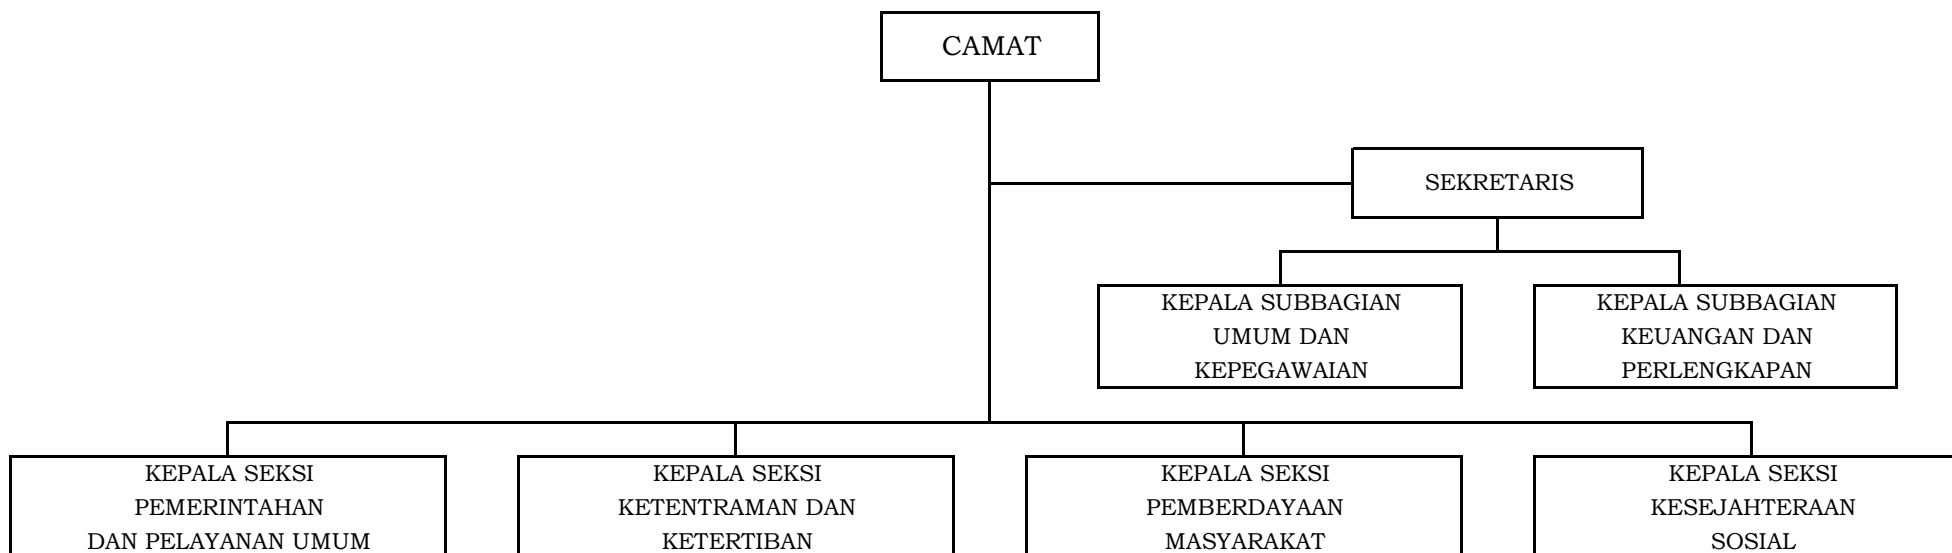 CAMAT
SEKRETARIS
KEPALA SUBBAGIAN
UMUM DAN
KEPEGAWAIAN
KEPALA SUBBAGIAN
KEUANGAN DAN
PERLENGKAPAN
KEPALA SEKSI
PEMERINTAHAN
DAN PELAYANAN UMUM
KEPALA SEKSI
KETENTRAMAN DAN
KETERTIBAN
KEPALA SEKSI
PEMBERDAYAAN
MASYARAKAT
KEPALA SEKSI
KESEJAHTERAAN
SOSIAL